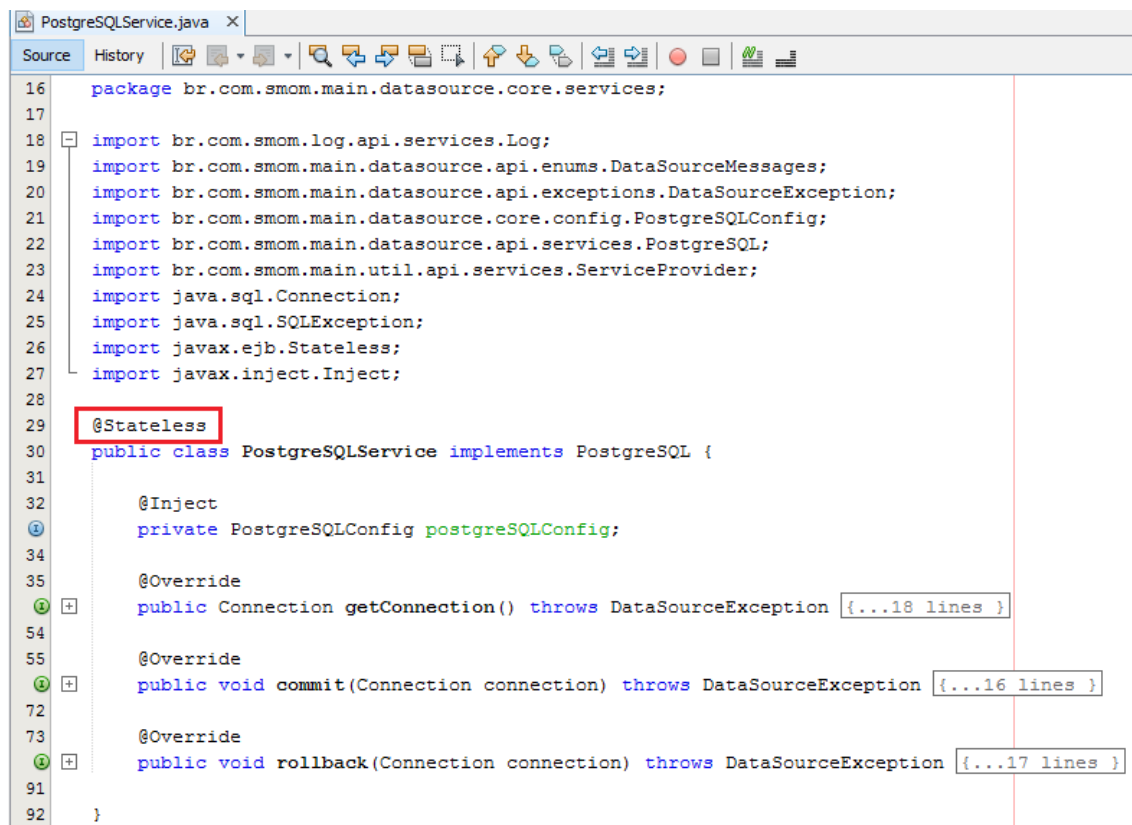 PostgreSQLService.java ×
Source History
16 package br.com.smom.main.datasource.core.services;
17
18 import br.com.smom.log.api.services.Log;
19 import br.com.smom.main.datasource.api.enums.DataSourceMessages;
20 import br.com.smom.main.datasource.api.exceptions.DataSourceException;
21 import br.com.smom.main.datasource.core.config.PostgreSQLConfig;
22 import br.com.smom.main.datasource.api.services.PostgreSQL;
23 import br.com.smom.main.util.api.services.ServiceProvider;
24 import java.sql.Connection;
25 import java.sql.SQLException;
26 import javax.ejb.Stateless;
27 import javax.inject.Inject;
28
29 @Stateless
30 public class PostgreSQLService implements PostgreSQL {
31
32 @Inject
private PostgreSQLConfig postgreSQLConfig;
34
35 @Override
public Connection getConnection() throws DataSourceException {...18 lines }
54
55 @Override
public void commit(Connection connection) throws DataSourceException {...16 lines }
72
73 @Override
public void rollback(Connection connection) throws DataSourceException {...17 lines }
91
92 }